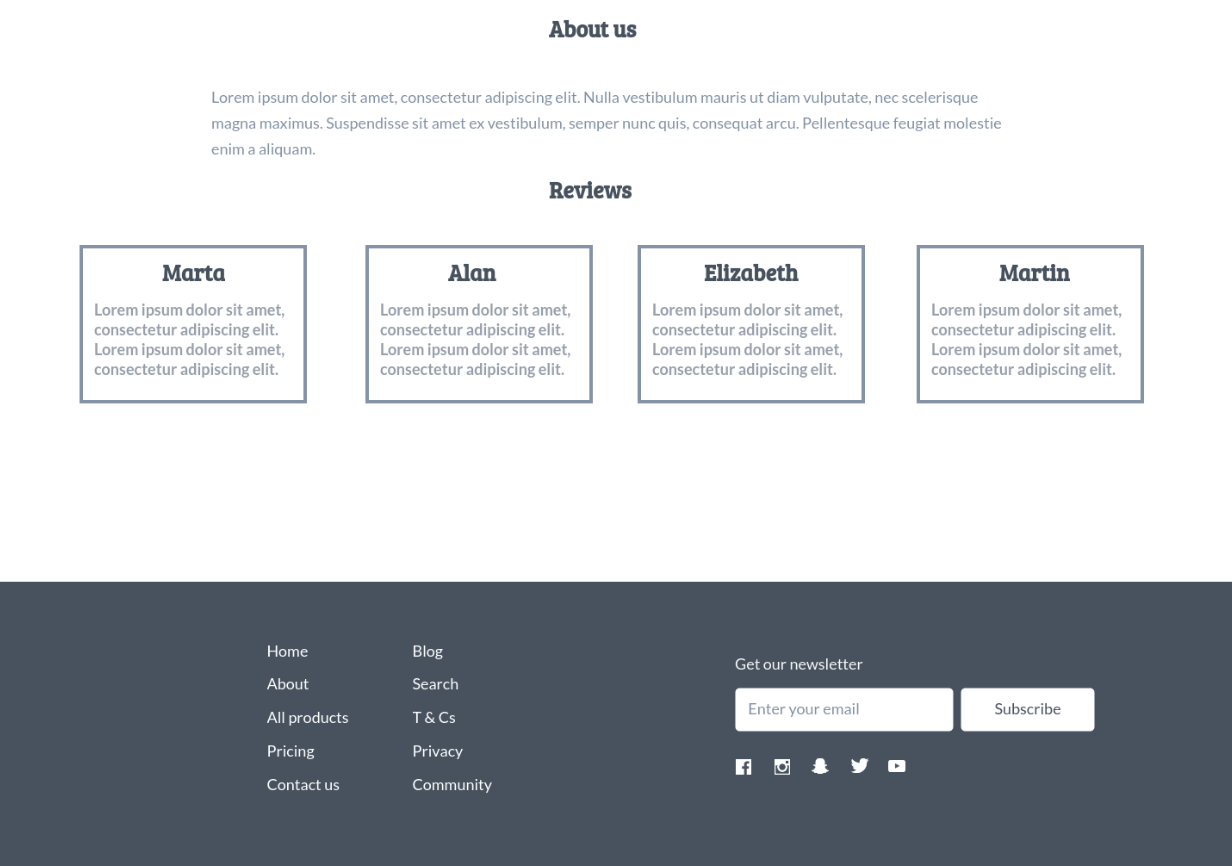 About us
Lorem ipsum dolor sit amet, consectetur adipiscing elit. Nulla vestibulum mauris ut diam vulputate, nec scelerisque
magna maximus. Suspendisse sit amet ex vestibulum, semper nunc quis, consequat arcu. Pellentesque feugiat molestie
enim a aliquam.
Reviews
Marta
Lorem ipsum dolor sit amet,
consectetur adipiscing elit.
Lorem ipsum dolor sit amet,
consectetur adipiscing elit.
Alan
Lorem ipsum dolor sit amet,
consectetur adipiscing elit.
Lorem ipsum dolor sit amet,
consectetur adipiscing elit.
Elizabeth
Lorem ipsum dolor sit amet,
consectetur adipiscing elit.
Lorem ipsum dolor sit amet,
consectetur adipiscing elit.
Martin
Lorem ipsum dolor sit amet,
consectetur adipiscing elit.
Lorem ipsum dolor sit amet,
consectetur adipiscing elit.
Home
About
All products
Pricing
Contact us
Blog
Search
T & Cs
Privacy
Community
Get our newsletter
Enter your email
Subscribe